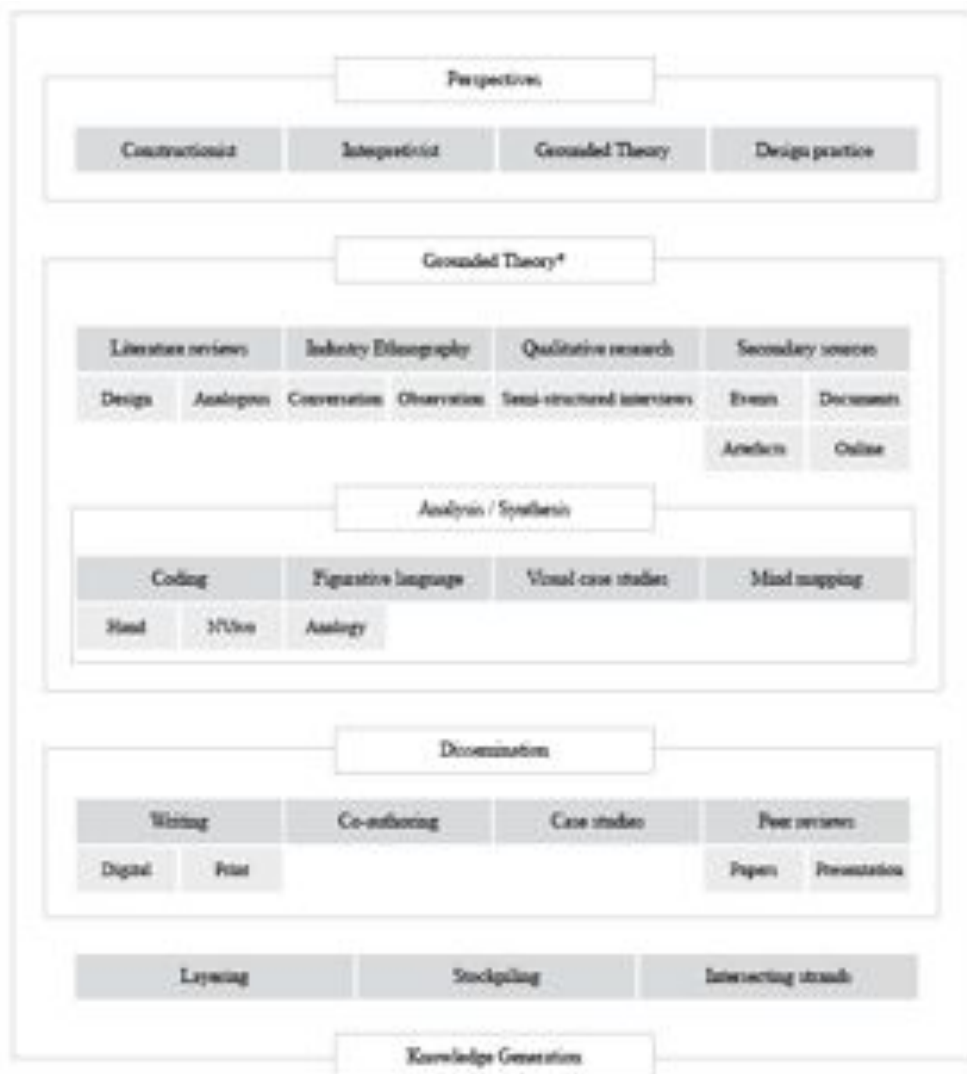 Perspectives
Constructionist Interpretivist Grounded Theory Design practice
Grounded Theory*
Literature reviews Industry Ethnography Qualitative research Secondary sources
Design Analogous Conversation Observation Semi-structured interviews Events Documents
Artefacts Online
Analysis / Synthesis
Coding Figurative language Visual case studies Mind mapping
Hand NVivo Analogy
Dissemination
Writing Co-authoring Case studies Peer reviews
Digital Print Papers Presentation
Layering Stockpiling Intersecting strands
Knowledge Generation